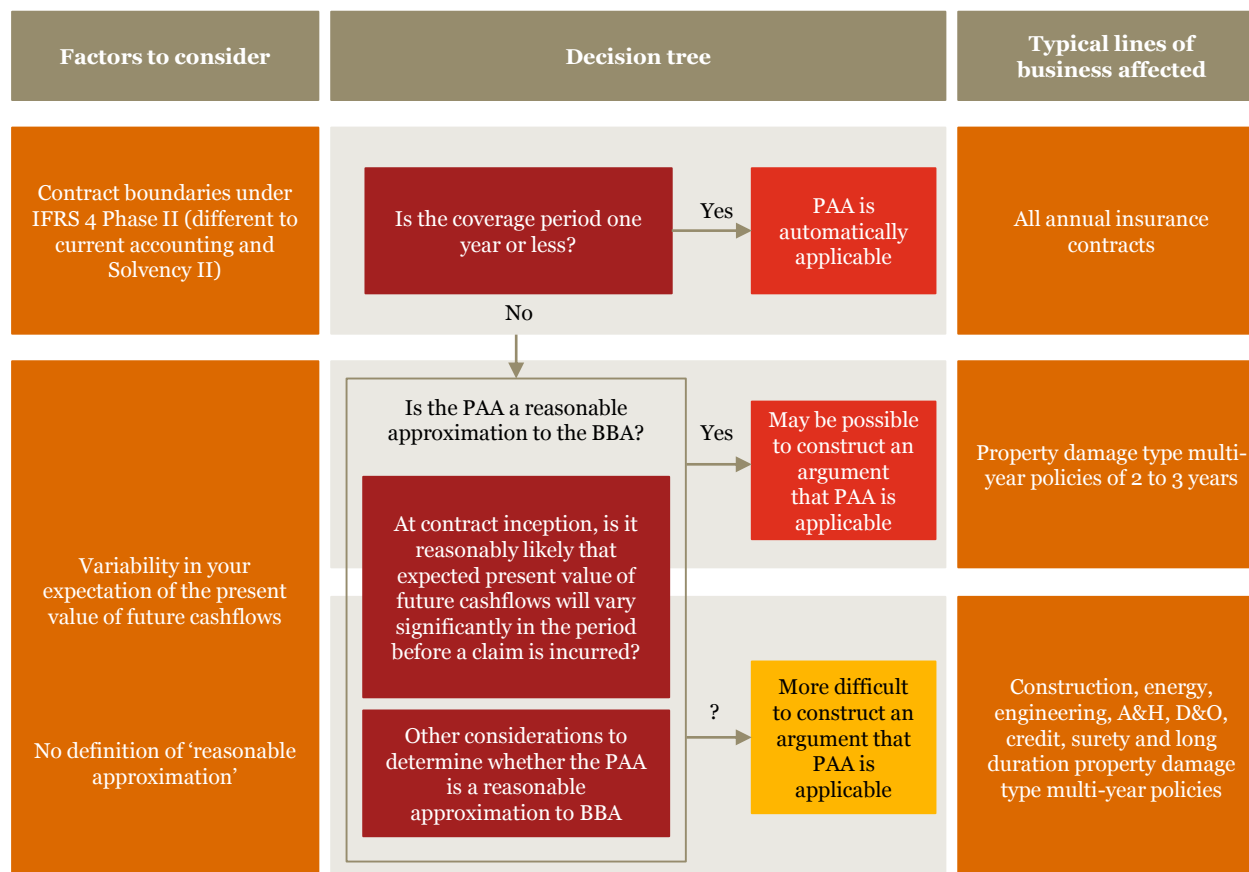 Factors to consider
Decision tree
Typical lines of
business affected
Contract boundaries under
IFRS 4 Phase II (different to
current accounting and
Solvency II)
Is the coverage period one
year or less?
Yes
PAA is
automatically
applicable
All annual insurance
contracts
No
Variability in your
expectation of the present
value of future cashflows
No definition of ‘reasonable
approximation’
Is the PAA a reasonable
approximation to the BBA?
At contract inception, is it
reasonably likely that
expected present value of
future cashflows will vary
significantly in the period
before a claim is incurred?
Other considerations to
determine whether the PAA
is a reasonable
approximation to BBA
Yes
May be possible
to construct an
argument
that PAA is
applicable
Property damage type multi-
year policies of 2 to 3 years
?
More difficult
to construct an
argument that
PAA is
applicable
Construction, energy,
engineering, A&H, D&O,
credit, surety and long
duration property damage
type multi-year policies